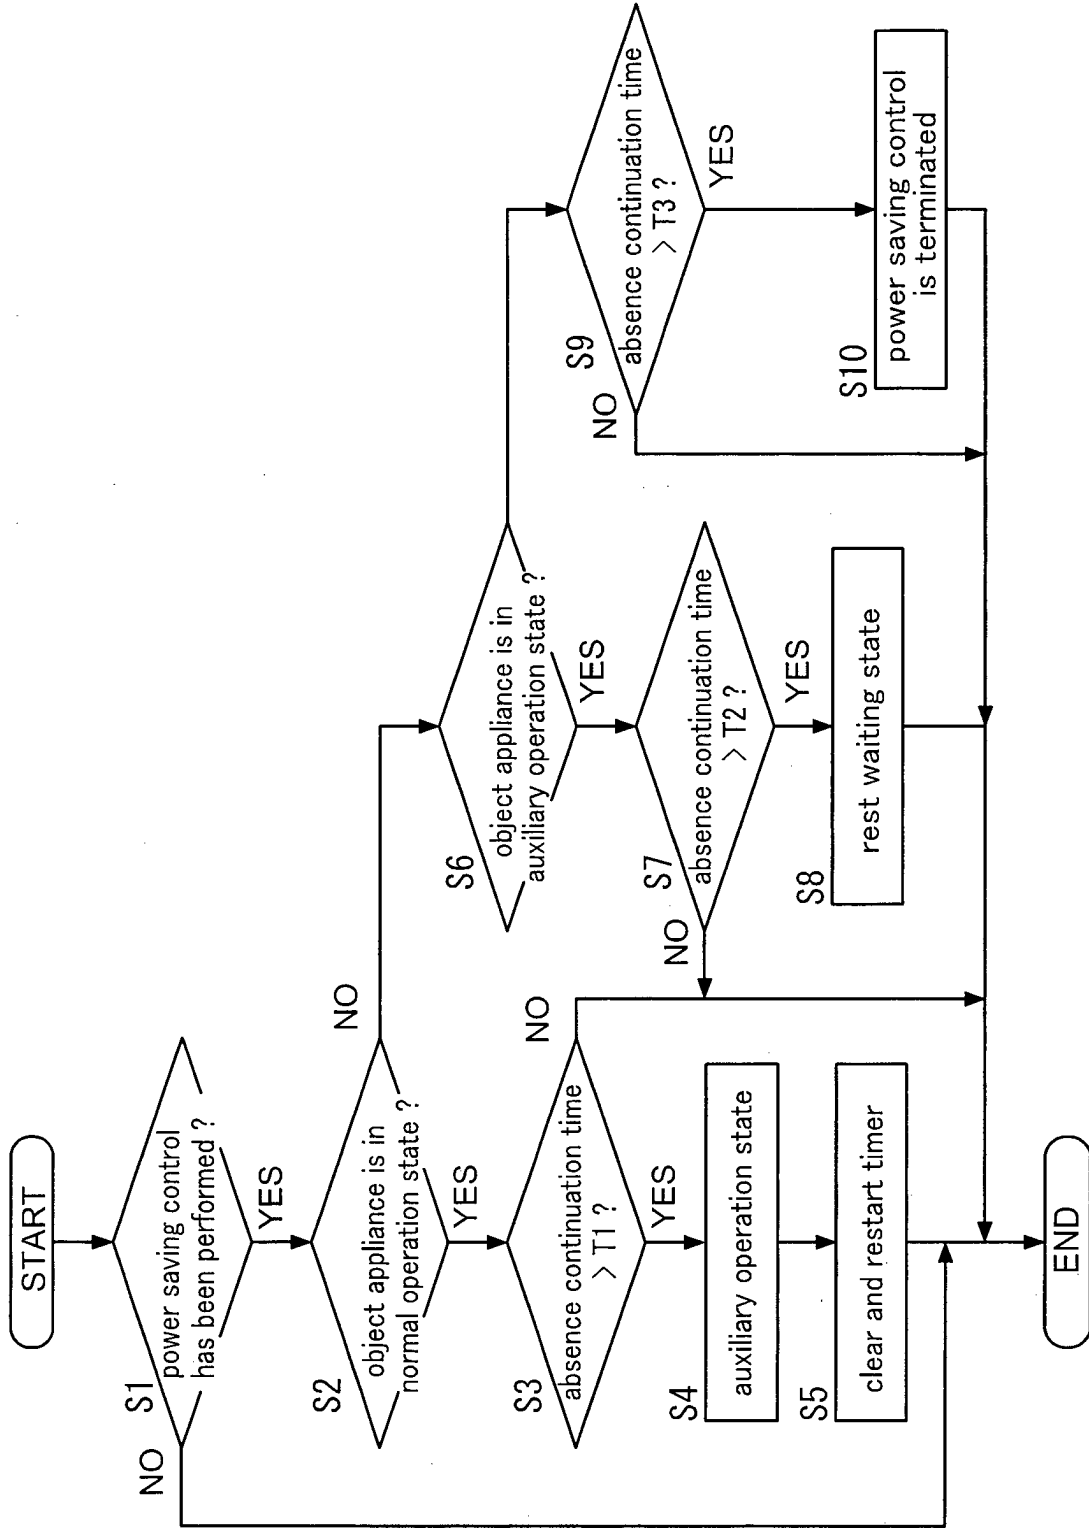 START
S1
power saving control
has been performed ?
NO
YES
S2
object appliance is in
normal operation state ?
NO
YES
S3
absence continuation time
> T1 ?
NO
YES
S4
auxiliary operation state
S5
clear and restart timer
END
S6
object appliance is in
auxiliary operation state ?
YES
S7
absence continuation time
> T2 ?
NO
YES
S8
rest waiting state
S9
absence continuation time
> T3 ?
NO
YES
S10
power saving control
is terminated